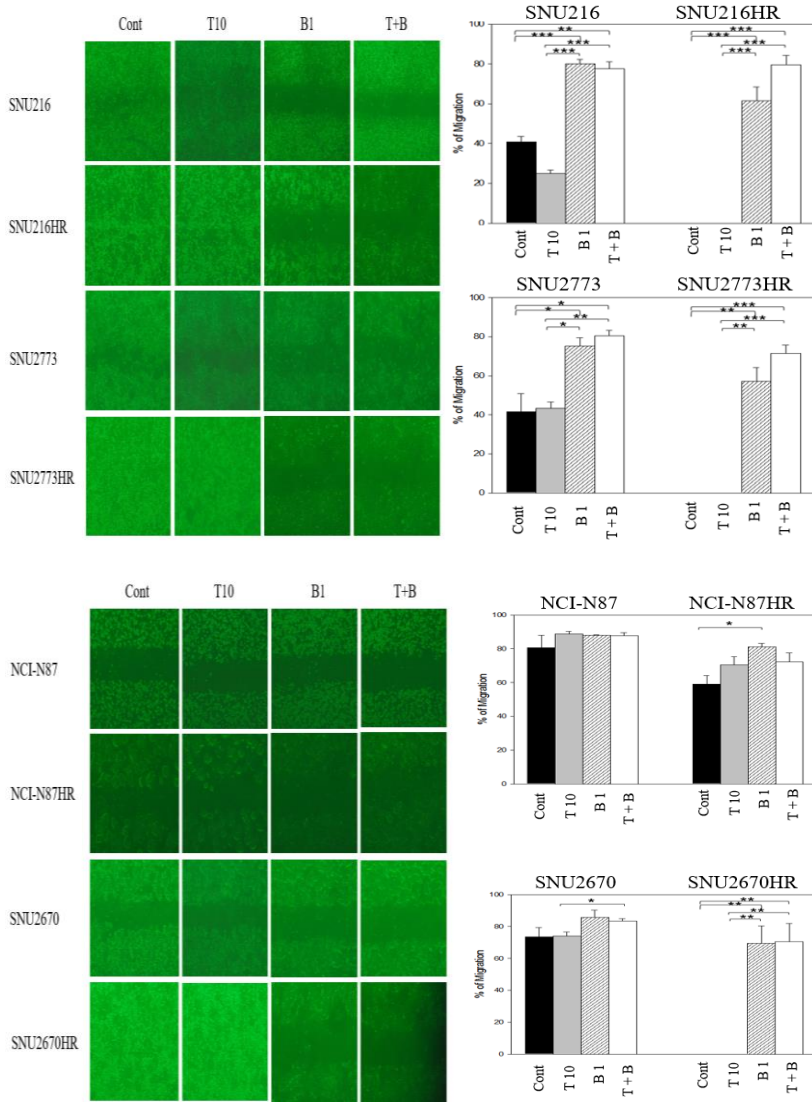 Cont T10 B1 T+B
SNU216
SNU216HR
SNU2773
SNU2773HR
SNU216 SNU216HR
** ***
*** ***
*** ***
*** ***
% of Migration
100
80
60
40
20
0
Cont T 10 B 1 T + B Cont T 10 B 1 T + B
SNU2773 SNU2773HR
* ***
* **
** ***
* **
% of Migration
100
80
60
40
20
0
Cont T 10 B 1 T + B Cont T 10 B 1 T + B
Cont T10 B1 T+B
NCI-N87
NCI-N87HR
SNU2670
SNU2670HR
NCI-N87 NCI-N87HR
*
% of Migration
100
80
60
40
20
0
Cont T 10 B 1 T + B Cont T 10 B 1 T + B
SNU2670 SNU2670HR
* **
**
**
**
% of Migration
100
80
60
40
20
0
Cont T 10 B 1 T + B Cont T 10 B 1 T + B